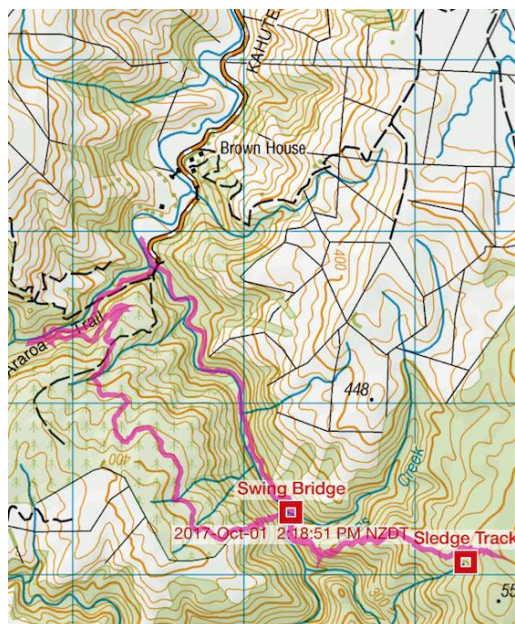 KAHUTE
Brown House
400
Araroa Trail
448
400
Creek
Swing Bridge
2017-Oct-01 2:18:51 PM NZDT
Sledge Track
300
55